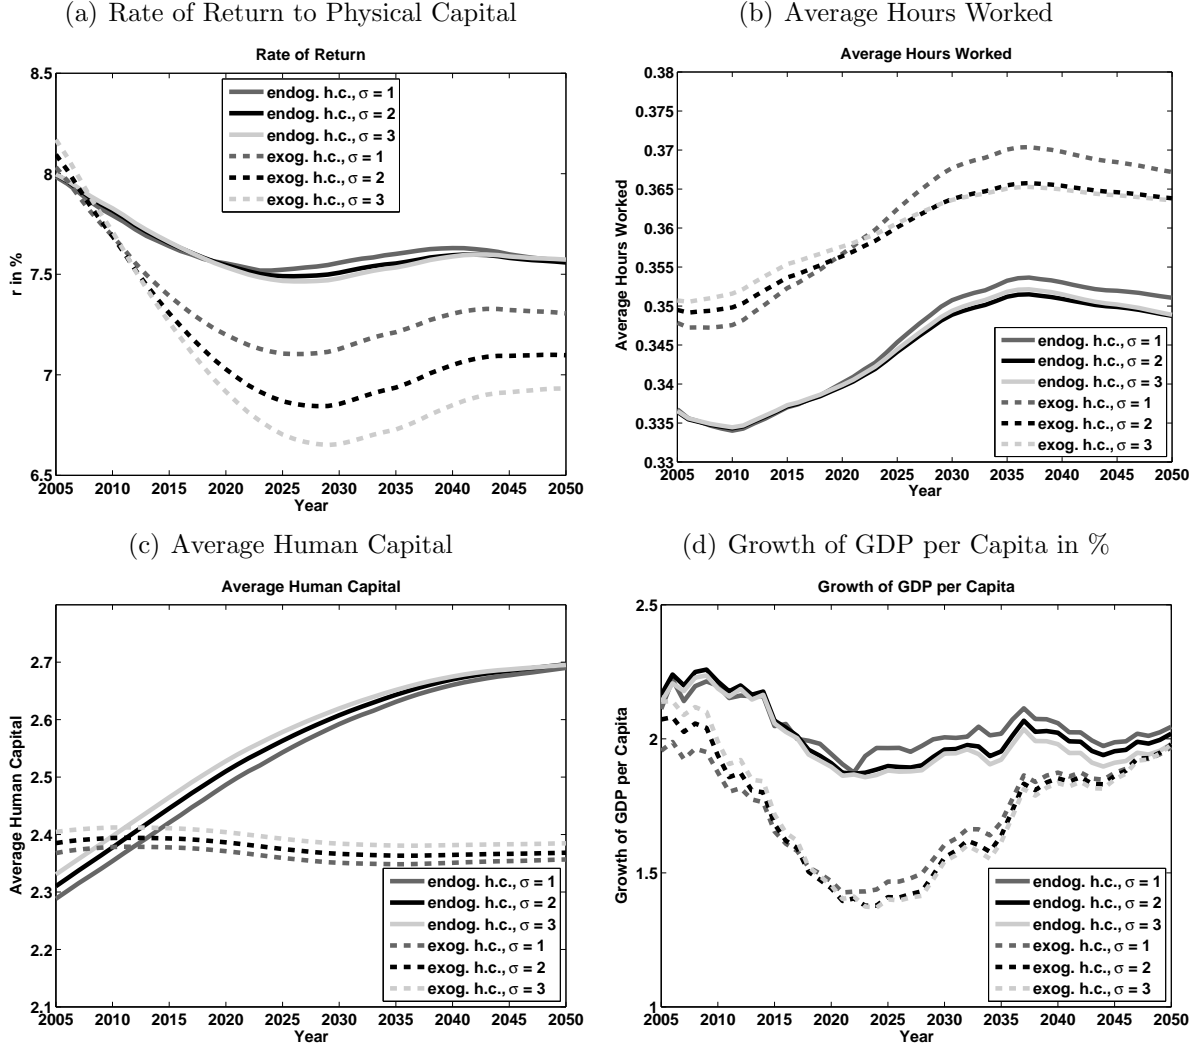 (a) Rate of Return to Physical Capital
Rate of Return
8.5
8
7.5
7
6.5
r in %
endog. h.c., σ = 1
endog. h.c., σ = 2
endog. h.c., σ = 3
exog. h.c., σ = 1
exog. h.c., σ = 2
exog. h.c., σ = 3
2005 2010 2015 2020 2025 2030 2035 2040 2045 2050
Year
(b) Average Hours Worked
Average Hours Worked
0.38
0.375
0.37
0.365
0.36
0.355
0.35
0.345
0.34
0.335
0.33
Average Hours Worked
endog. h.c., σ = 1
endog. h.c., σ = 2
endog. h.c., σ = 3
exog. h.c., σ = 1
exog. h.c., σ = 2
exog. h.c., σ = 3
2005 2010 2015 2020 2025 2030 2035 2040 2045 2050
Year
(c) Average Human Capital
Average Human Capital
2.7
2.6
2.5
2.4
2.3
2.2
2.1
Average Human Capital
endog. h.c., σ = 1
endog. h.c., σ = 2
endog. h.c., σ = 3
exog. h.c., σ = 1
exog. h.c., σ = 2
exog. h.c., σ = 3
2005 2010 2015 2020 2025 2030 2035 2040 2045 2050
Year
(d) Growth of GDP per Capita in %
Growth of GDP per Capita
2.5
2
1.5
1
Growth of GDP per Capita
endog. h.c., σ = 1
endog. h.c., σ = 2
endog. h.c., σ = 3
exog. h.c., σ = 1
exog. h.c., σ = 2
exog. h.c., σ = 3
2005 2010 2015 2020 2025 2030 2035 2040 2045 2050
Year